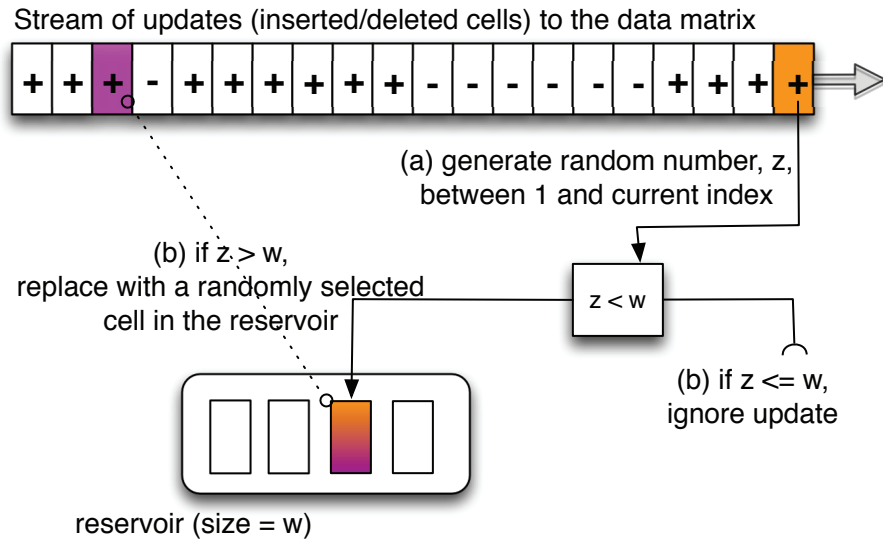 Stream of updates (inserted/deleted cells) to the data matrix
+ + + - + + + + + + - - - - - - + + + +
(a) generate random number, z,
between 1 and current index
(b) if z > w,
replace with a randomly selected
cell in the reservoir
z < w
(b) if z <= w,
ignore update
reservoir (size = w)